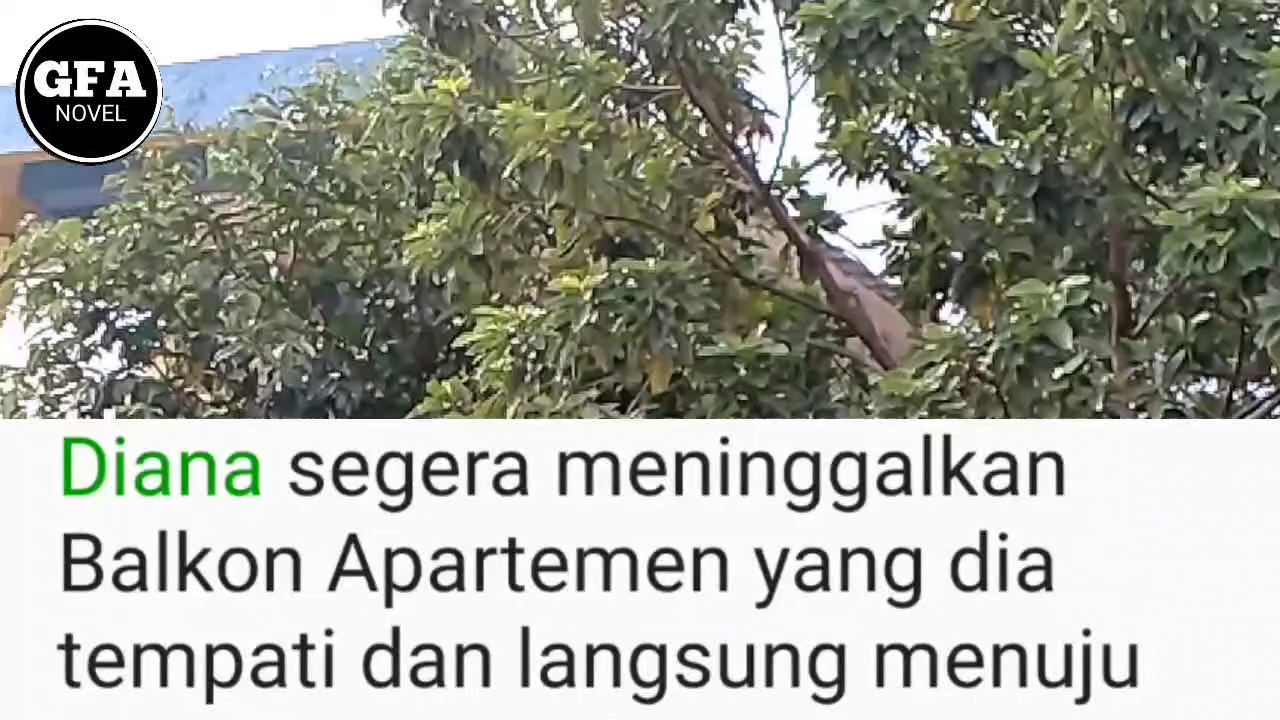 GFA
NOVEL
Diana segera meninggalkan
Balkon Apartemen yang dia
tempati dan langsung menuju